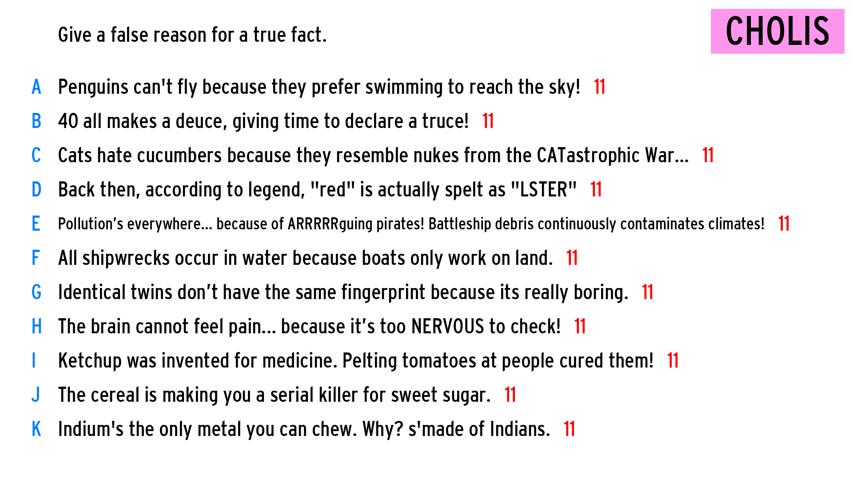 Give a false reason for a true fact.
CHOLIS
A Penguins can't fly because they prefer swimming to reach the sky! 11
B 40 all makes a deuce, giving time to declare a truce! 11
C Cats hate cucumbers because they resemble nukes from the CATastrophic War... 11
D Back then, according to legend, "red" is actually spelt as "LSTER" 11
E Pollution’s everywhere... because of ARRRRRguing pirates! Battleship debris continuously contaminates climates! 11
F All shipwrecks occur in water because boats only work on land. 11
G Identical twins don’t have the same fingerprint because its really boring. 11
H The brain cannot feel pain... because it’s too NERVOUS to check! 11
I Ketchup was invented for medicine. Pelting tomatoes at people cured them! 11
J The cereal is making you a serial killer for sweet sugar. 11
K Indium's the only metal you can chew. Why? s'made of Indians. 11